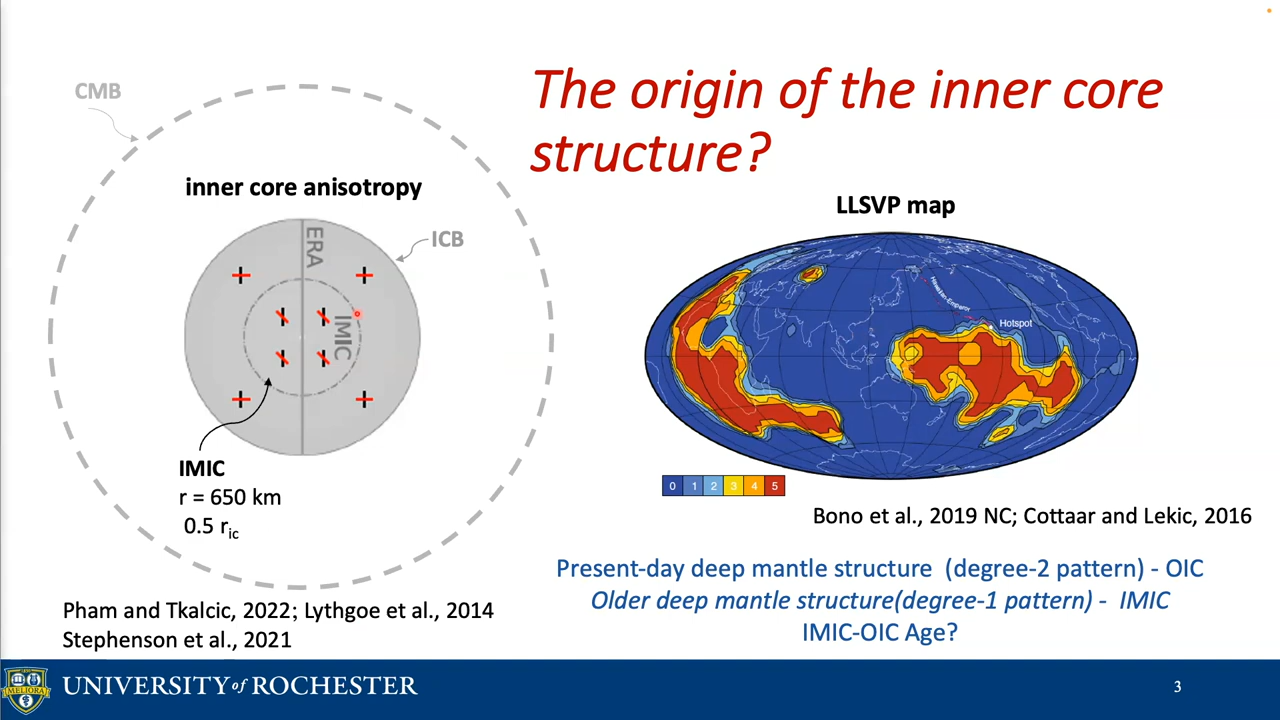 The origin of the inner core
structure?
CMB
inner core anisotropy
ICB
ERA
IMIC
IMIC
r = 650 km
0.5 ric
Pham and Tkalcic, 2022; Lythgoe et al., 2014
Stephenson et al., 2021
LLSVP map
Hawaiian-Emperor
Hotspot
0 1 2 3 4 5
Bono et al., 2019 NC; Cottaar and Lekic, 2016
Present-day deep mantle structure (degree-2 pattern) - OIC
Older deep mantle structure(degree-1 pattern) - IMIC
IMIC-OIC Age?
MELIORA
UNIVERSITY of ROCHESTER
3